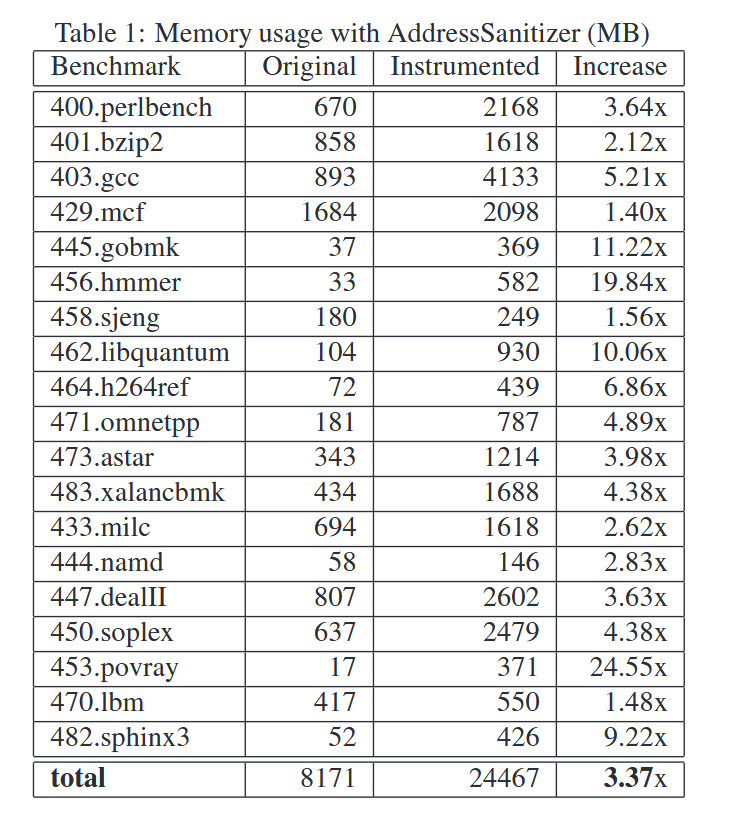 Table 1: Memory usage with AddressSanitizer (MB)
Benchmark Original Instrumented Increase
400.perlbench 670 2168 3.64x
401.bzip2 858 1618 2.12x
403.gcc 893 4133 5.21x
429.mcf 1684 2098 1.40x
445.gobmk 37 369 11.22x
456.hmmer 33 582 19.84x
458.sjeng 180 249 1.56x
462.libquantum 104 930 10.06x
464.h264ref 72 439 6.86x
471.omnetpp 181 787 4.89x
473.astar 343 1214 3.98x
483.xalancbmk 434 1688 4.38x
433.milc 694 1618 2.62x
444.namd 58 146 2.83x
447.dealII 807 2602 3.63x
450.soplex 637 2479 4.38x
453.povray 17 371 24.55x
470.lbm 417 550 1.48x
482.sphinx3 52 426 9.22x
total 8171 24467 3.37x